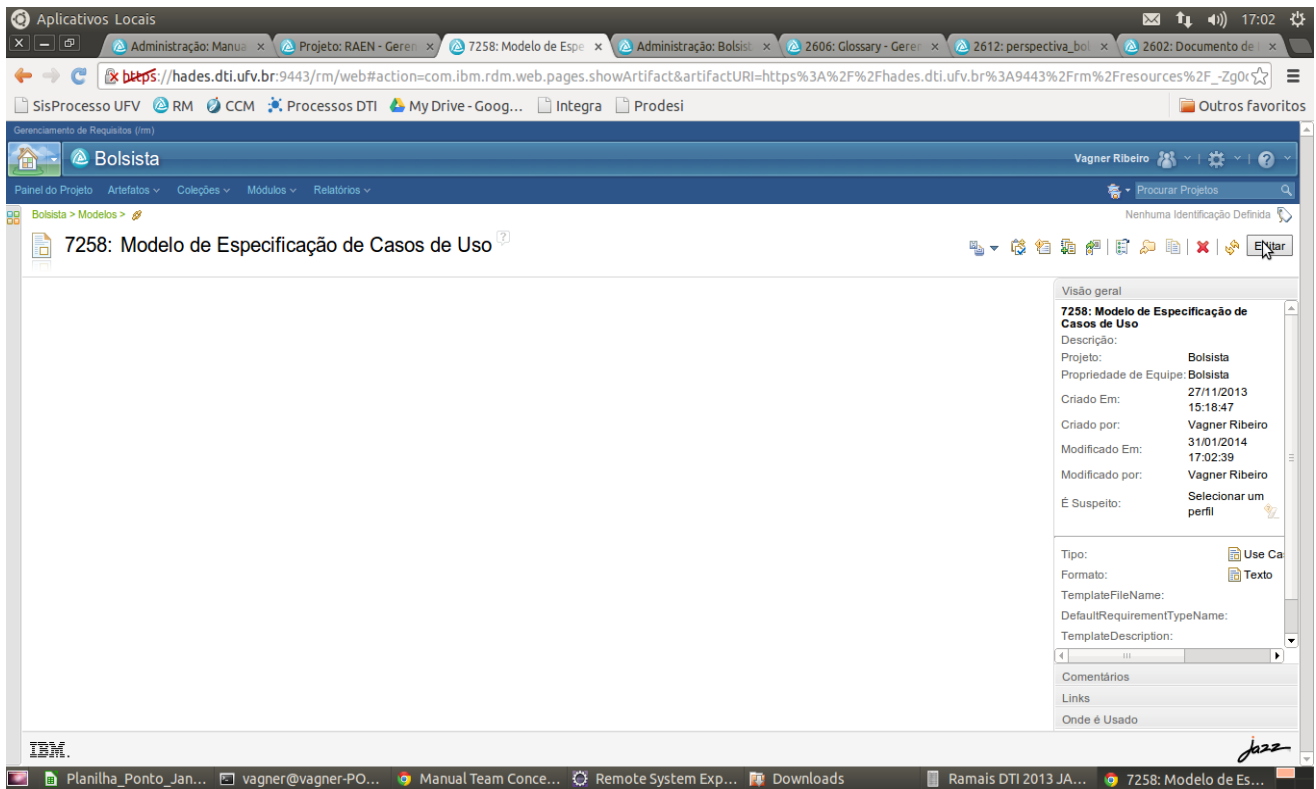 Aplicativos Locais 17:02
Administração: Manua Projeto: RAEN - Geren 7258: Modelo de Espe Administração: Bolsist 2606: Glossary - Geren 2612: perspectiva_bol 2602: Documento de
https://hades.dti.ufv.br:9443/rm/web#action=com.ibm.rdm.web.pages.showArtifact&artifactURI=https%3A%2F%2Fhades.dti.ufv.br%3A9443%2Frm%2Fresources%2F_-Zg0
SisProcesso UFV RM CCM Processos DTI My Drive - Goog... Integra Prodesi Outros favoritos
Gerenciamento de Requisitos (/rm)
Bolsista Vagner Ribeiro
Painel do Projeto Artefatos Coleções Módulos Relatórios Procurar Projetos
Bolsista > Modelos > Nenhuma Identificação Definida
7258: Modelo de Especificação de Casos de Uso ? Editar
Visão geral
7258: Modelo de Especificação de
Casos de Uso
Descrição:
Projeto: Bolsista
Propriedade de Equipe: Bolsista
Criado Em: 27/11/2013
15:18:47
Criado por: Vagner Ribeiro
Modificado Em: 31/01/2014
17:02:39
Modificado por: Vagner Ribeiro
É Suspeito: Selecionar um
perfil
Tipo: Use Ca
Formato: Texto
TemplateFileName:
DefaultRequirementTypeName:
TemplateDescription:
Comentários
Links
Onde é Usado
IBM. jazz
Planilha_Ponto_Jan... vagner@vagner-PO... Manual Team Conce... Remote System Exp... Downloads Ramais DTI 2013 JA... 7258: Modelo de Es...